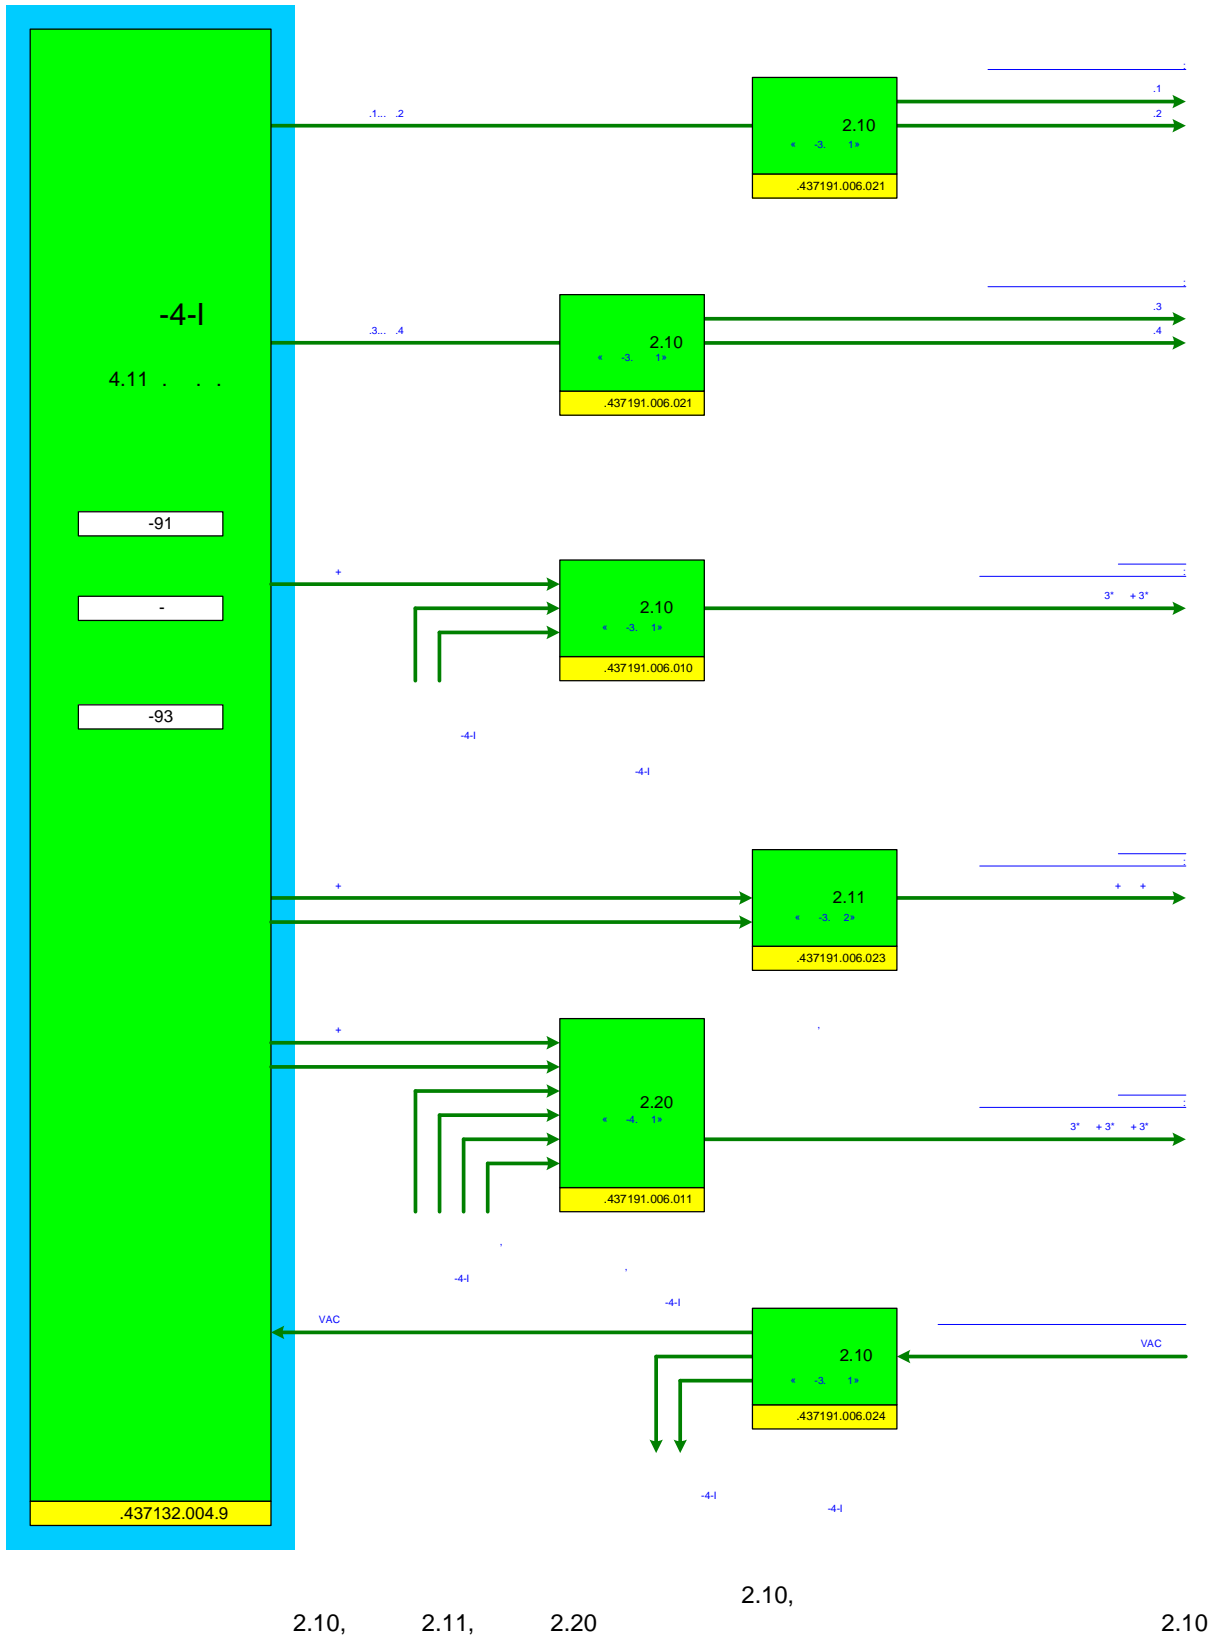 :
.1
.1... .2
.2
2.10
« -3. 1»
.437191.006.021
:
.3
-4-I
.3... .4
.4
2.10
« -3. 1»
4.11 . . .
.437191.006.021
-91
+
:
3* + 3*
-
2.10
« -3. 1»
.437191.006.010
-93
-4-I
-4-I
:
+
+ +
2.11
« -3. 2»
.437191.006.023
+
,
2.20
« -4. 1»
:
3* + 3* + 3*
.437191.006.011
,
,
-4-I
-4-I
VAC
VAC
2.10
« -3. 1»
.437191.006.024
-4-I
-4-I
.437132.004.9
2.10,
2.10, 2.11, 2.20 2.10